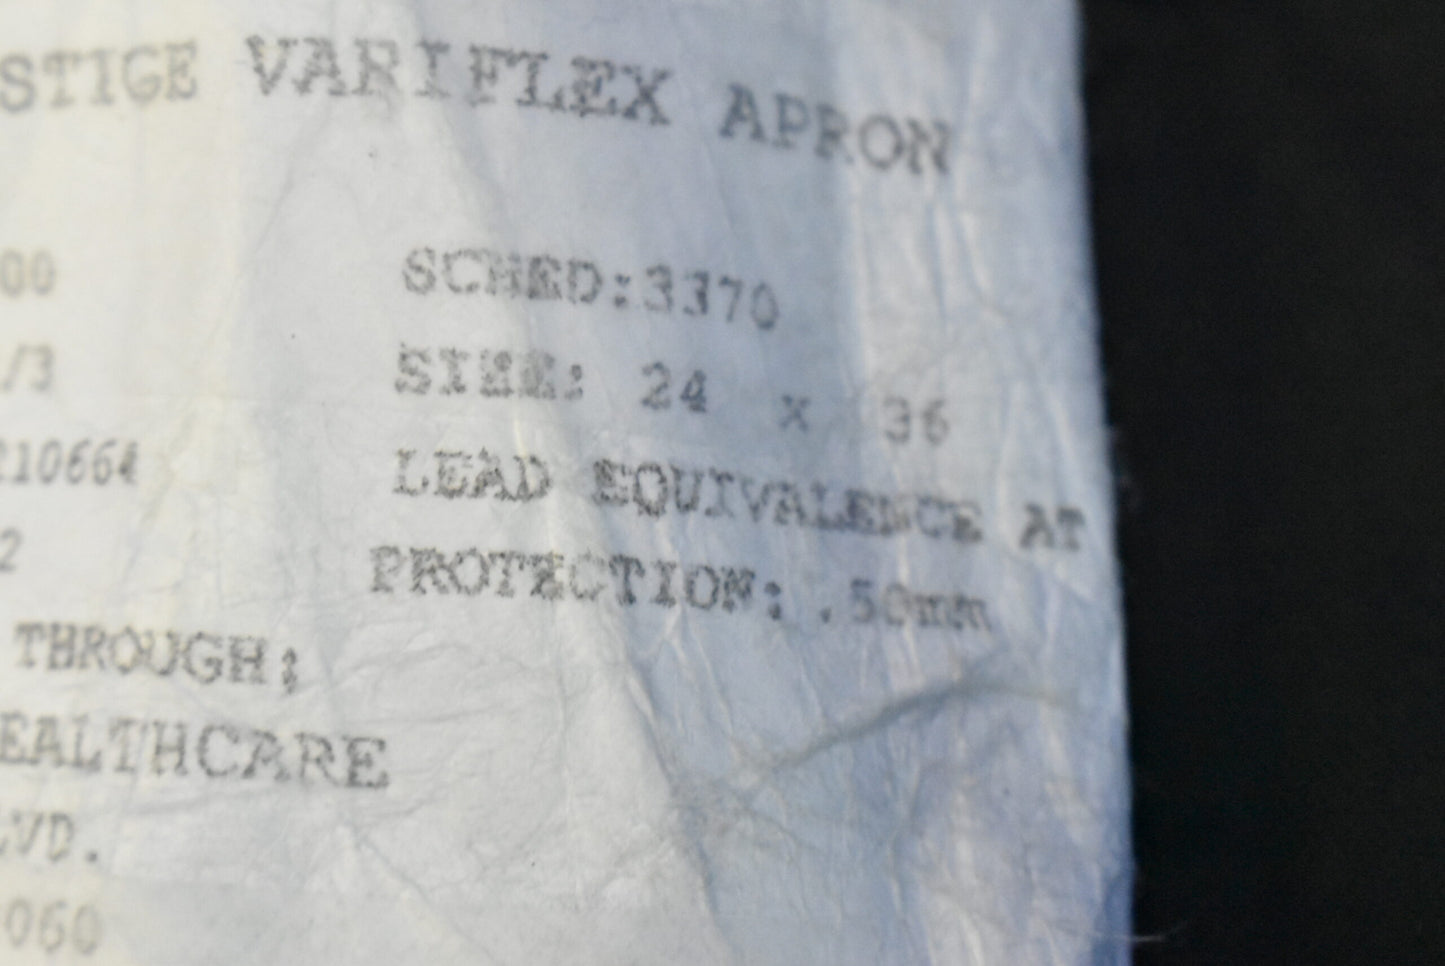 STIGE VARIFLEX APRON
00 SCHED:3370
/3 SIZE: 24 x 36
10664 LEAD EQUIVALENCE AT
2 PROTECTION: .50mm
THROUGH:
EALTHCARE
LVD.
060